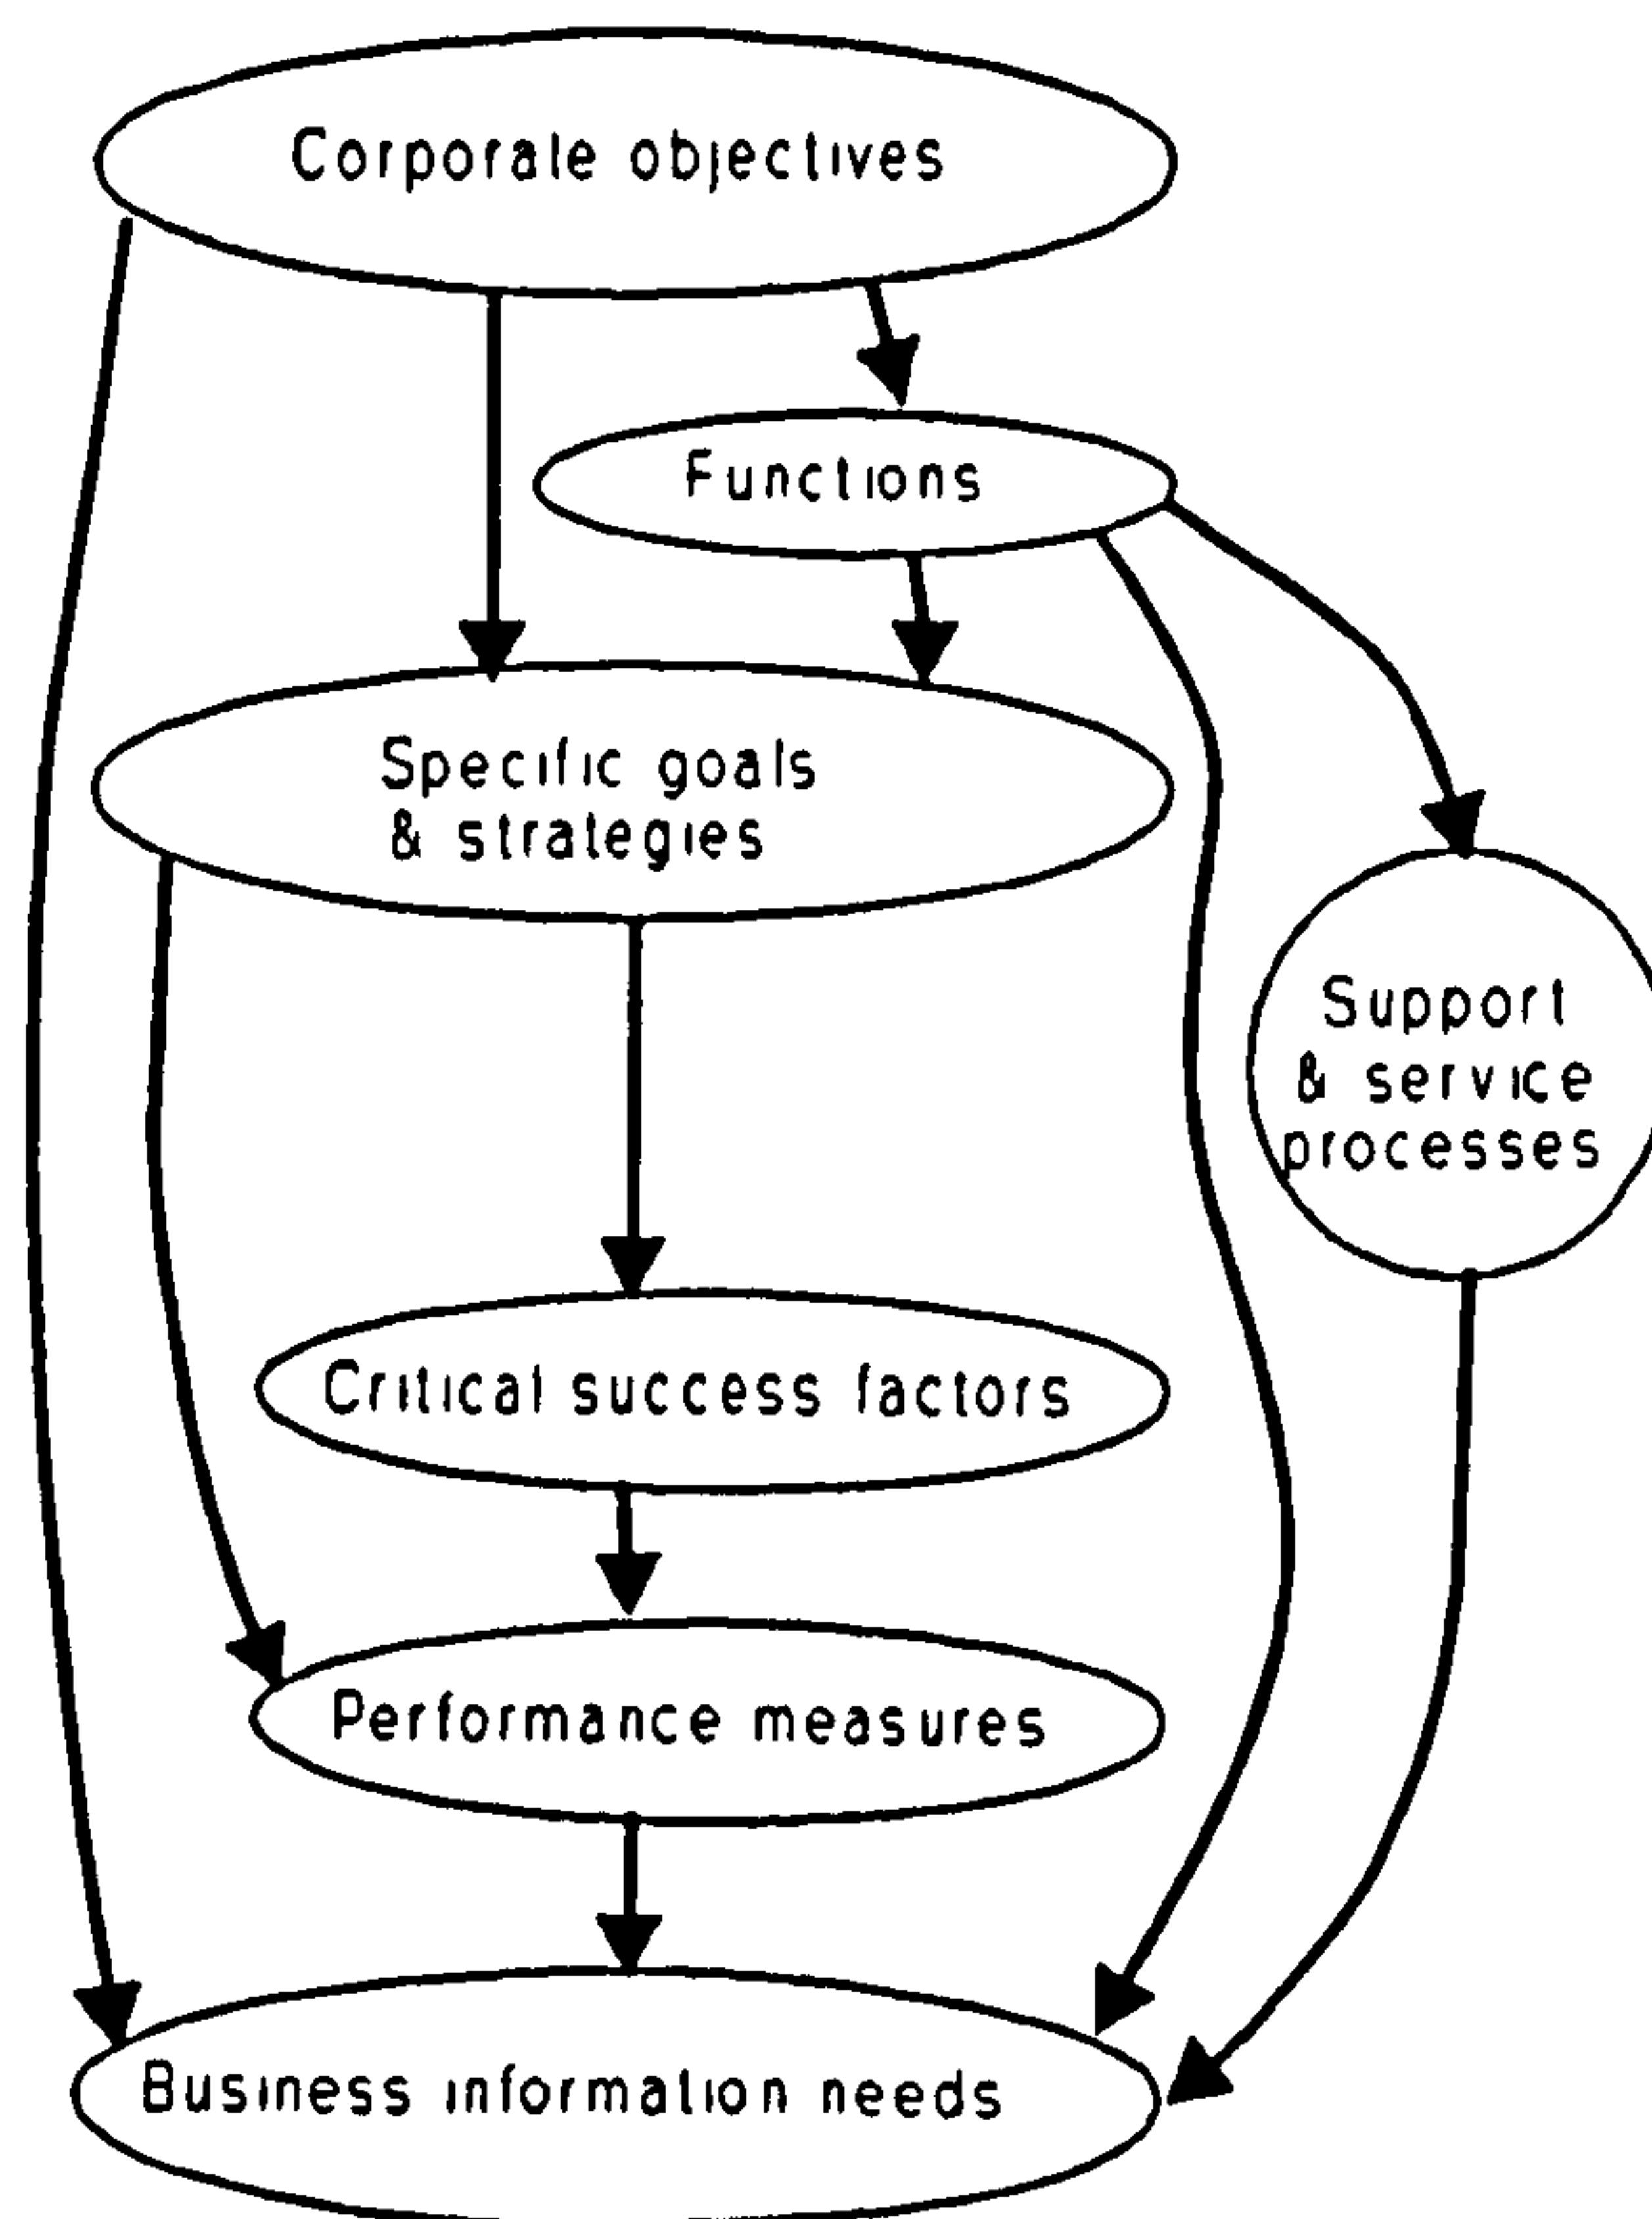 Corporate objectives
Functions
Specific goals
& strategies
Support
& service
processes
Critical success factors
Performance measures
Business information needs